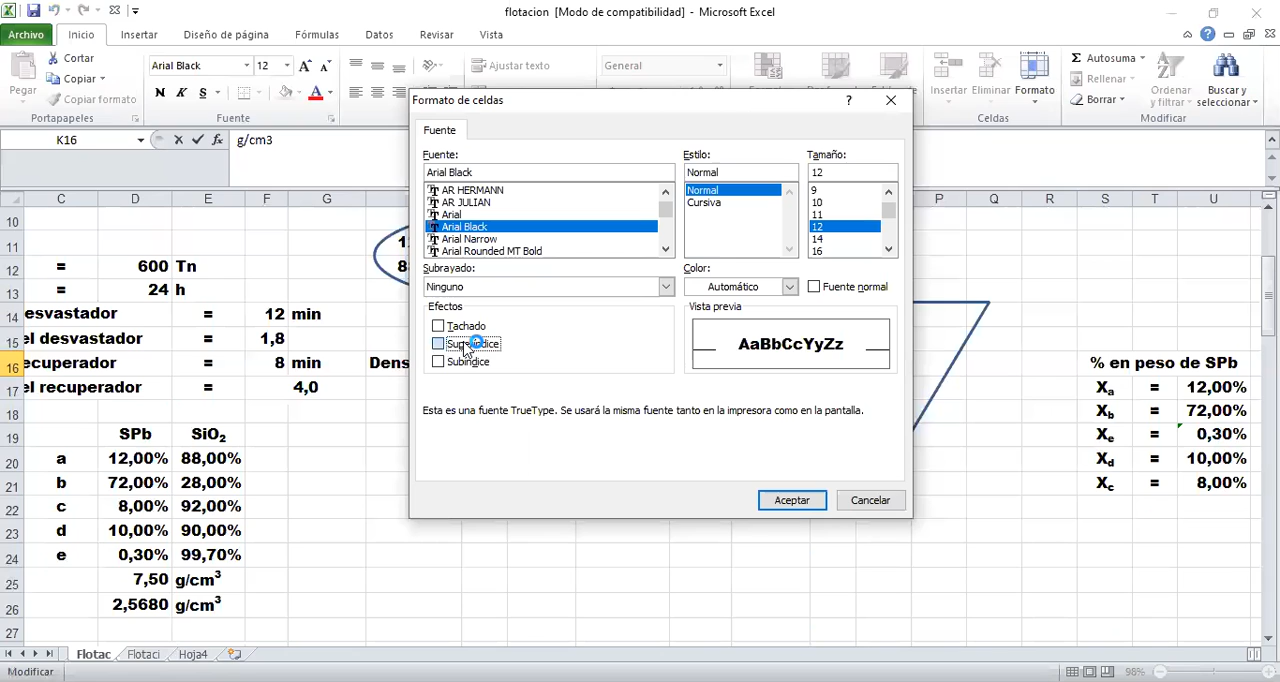 flotacion [Modo de compatibilidad] - Microsoft Excel
Archivo Inicio Insertar Diseño de página Fórmulas Datos Revisar Vista
Pegar
Cortar
Copiar
Copiar formato
Portapapeles
Arial Black 12
N K S
Fuente
Ajustar texto
General
Insertar Eliminar Formato
Celdas
Autosuma
Rellenar
Borrar
Ordenar y filtrar
Buscar y seleccionar
Modificar
K16 fx g/cm3
Formato de celdas
Fuente
Fuente:
Arial Black
AR HERMANN
AR JULIAN
Arial
Arial Black
Arial Narrow
Arial Rounded MT Bold
Estilo:
Normal
Normal
Cursiva
Tamaño:
12
9
10
11
12
14
16
Subrayado:
Ninguno
Color:
Automático
Fuente normal
Efectos
Tachado
Subíndice
Vista previa
AaBbCcYyZz
Esta es una fuente TrueType. Se usará la misma fuente tanto en la impresora como en la pantalla.
Aceptar Cancelar
C D E F G P Q R S T U
10
11
12 = 600 Tn
13 = 24 h
14 esvastador = 12 min
15 el desvastador = 1,8
16 ecuperador = 8 min Dens % en peso de SPb
17 el recuperador = 4,0 Xa = 12,00%
18 Xb = 72,00%
19 SPb SiO₂ Xe = 0,30%
20 a 12,00% 88,00% Xd = 10,00%
21 b 72,00% 28,00% Xc = 8,00%
22 c 8,00% 92,00%
23 d 10,00% 90,00%
24 e 0,30% 99,70%
25 7,50 g/cm³
26 2,5680 g/cm³
27
Flotac Flotaci Hoja4
Modificar 98%